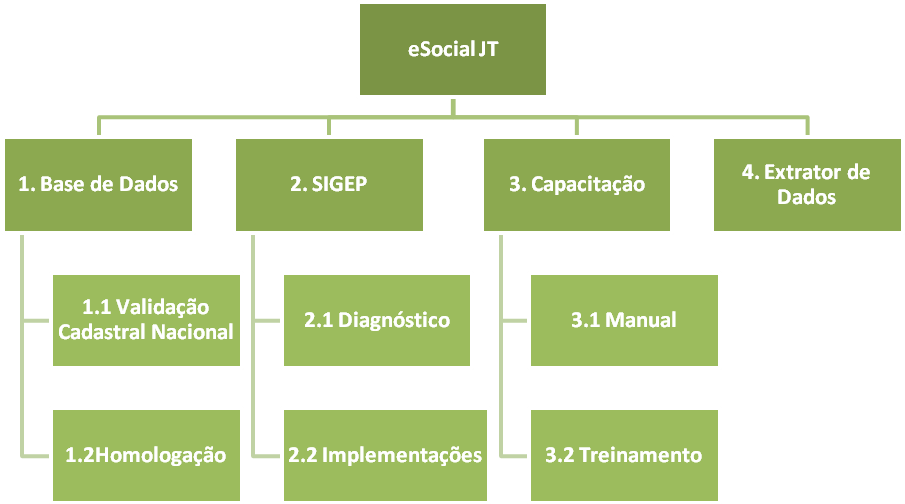 eSocial JT
1. Base de Dados
2. SIGEP
3. Capacitação
4. Extrator de
Dados
1.1 Validação
Cadastral Nacional
2.1 Diagnóstico
3.1 Manual
1.2Homologação
2.2 Implementações
3.2 Treinamento